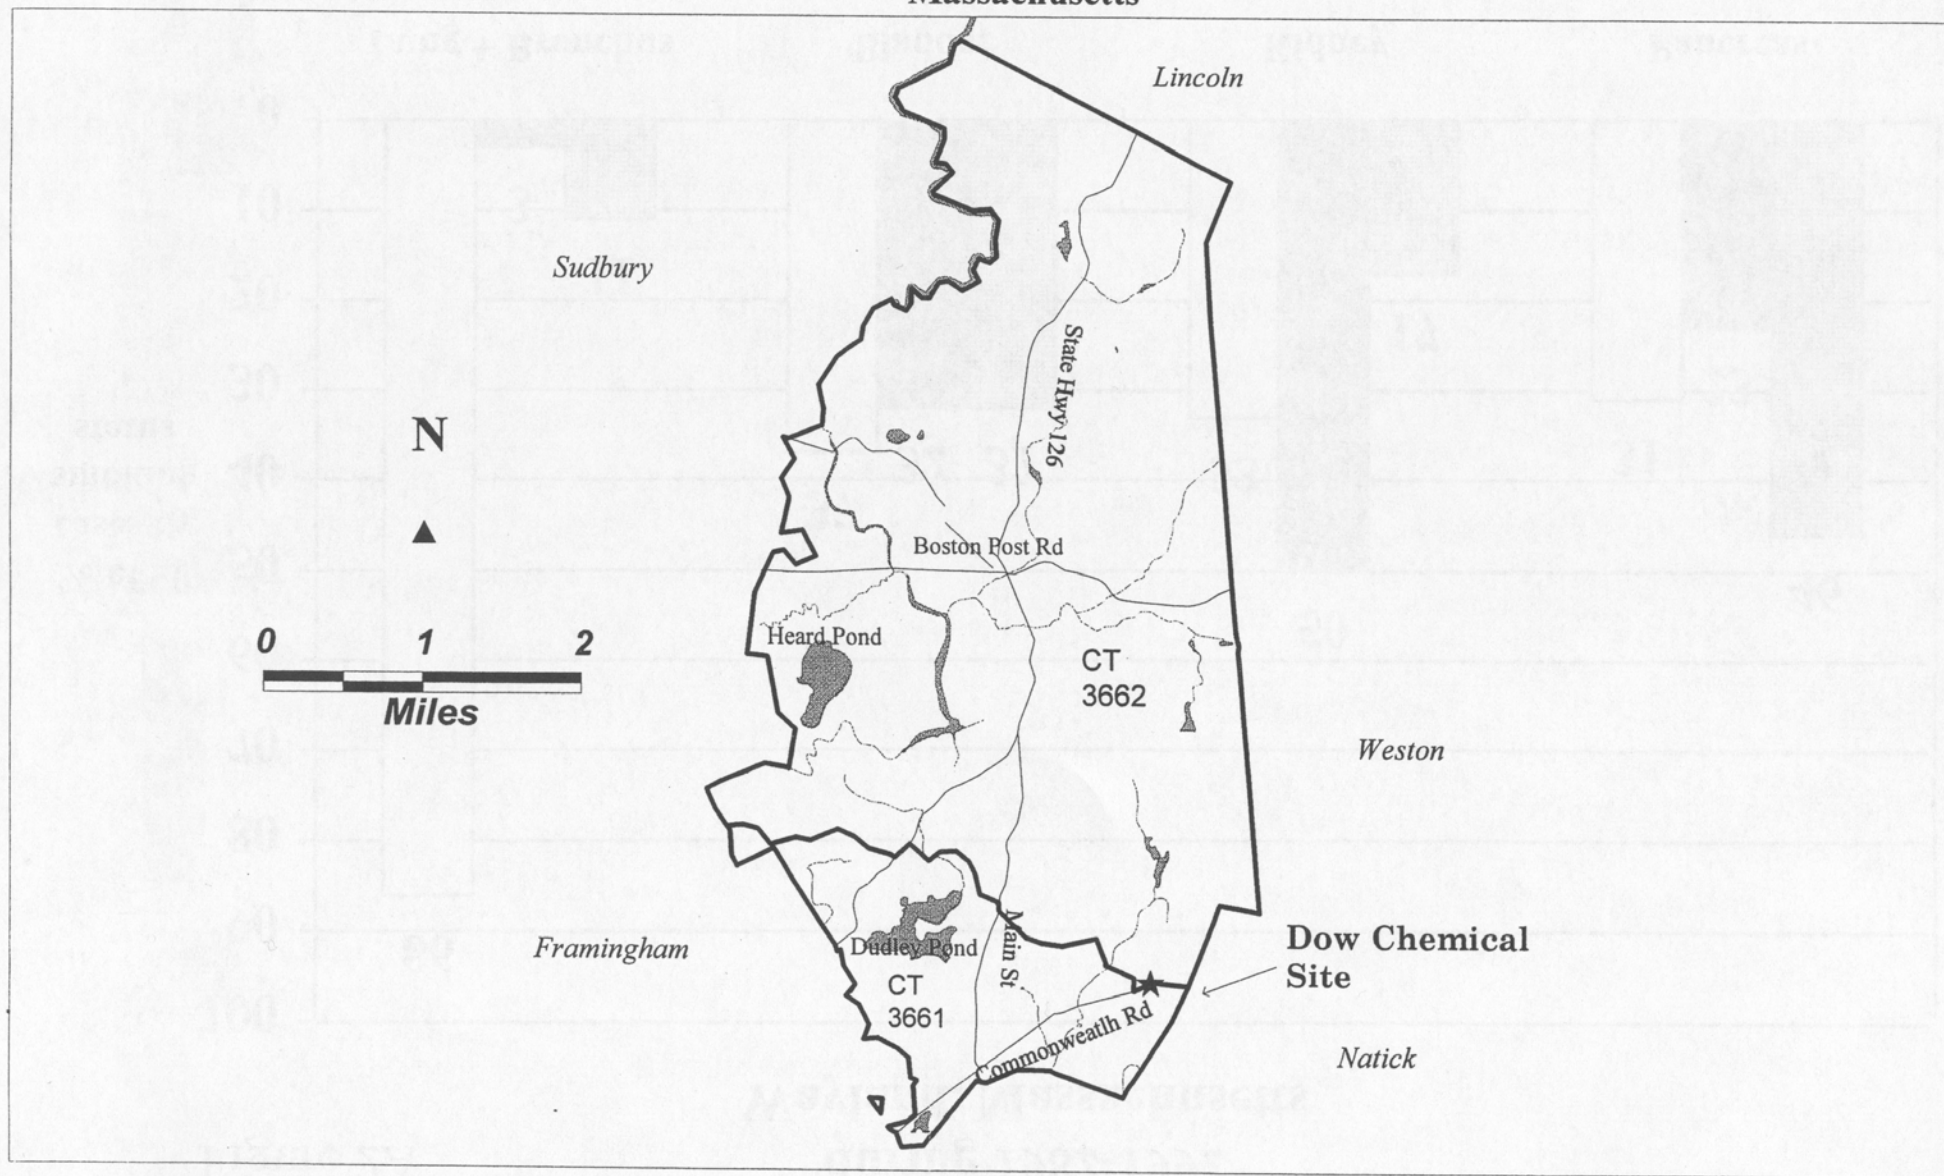 Massachusetts
Lincoln
Sudbury
State Hwy 126
N
Boston Post Rd
0 1 2
Miles
Heard Pond
CT
3662
Weston
Framingham
Dudley Pond
Main St
Dow Chemical
Site
CT
3661
Commonweatlh Rd
Natick